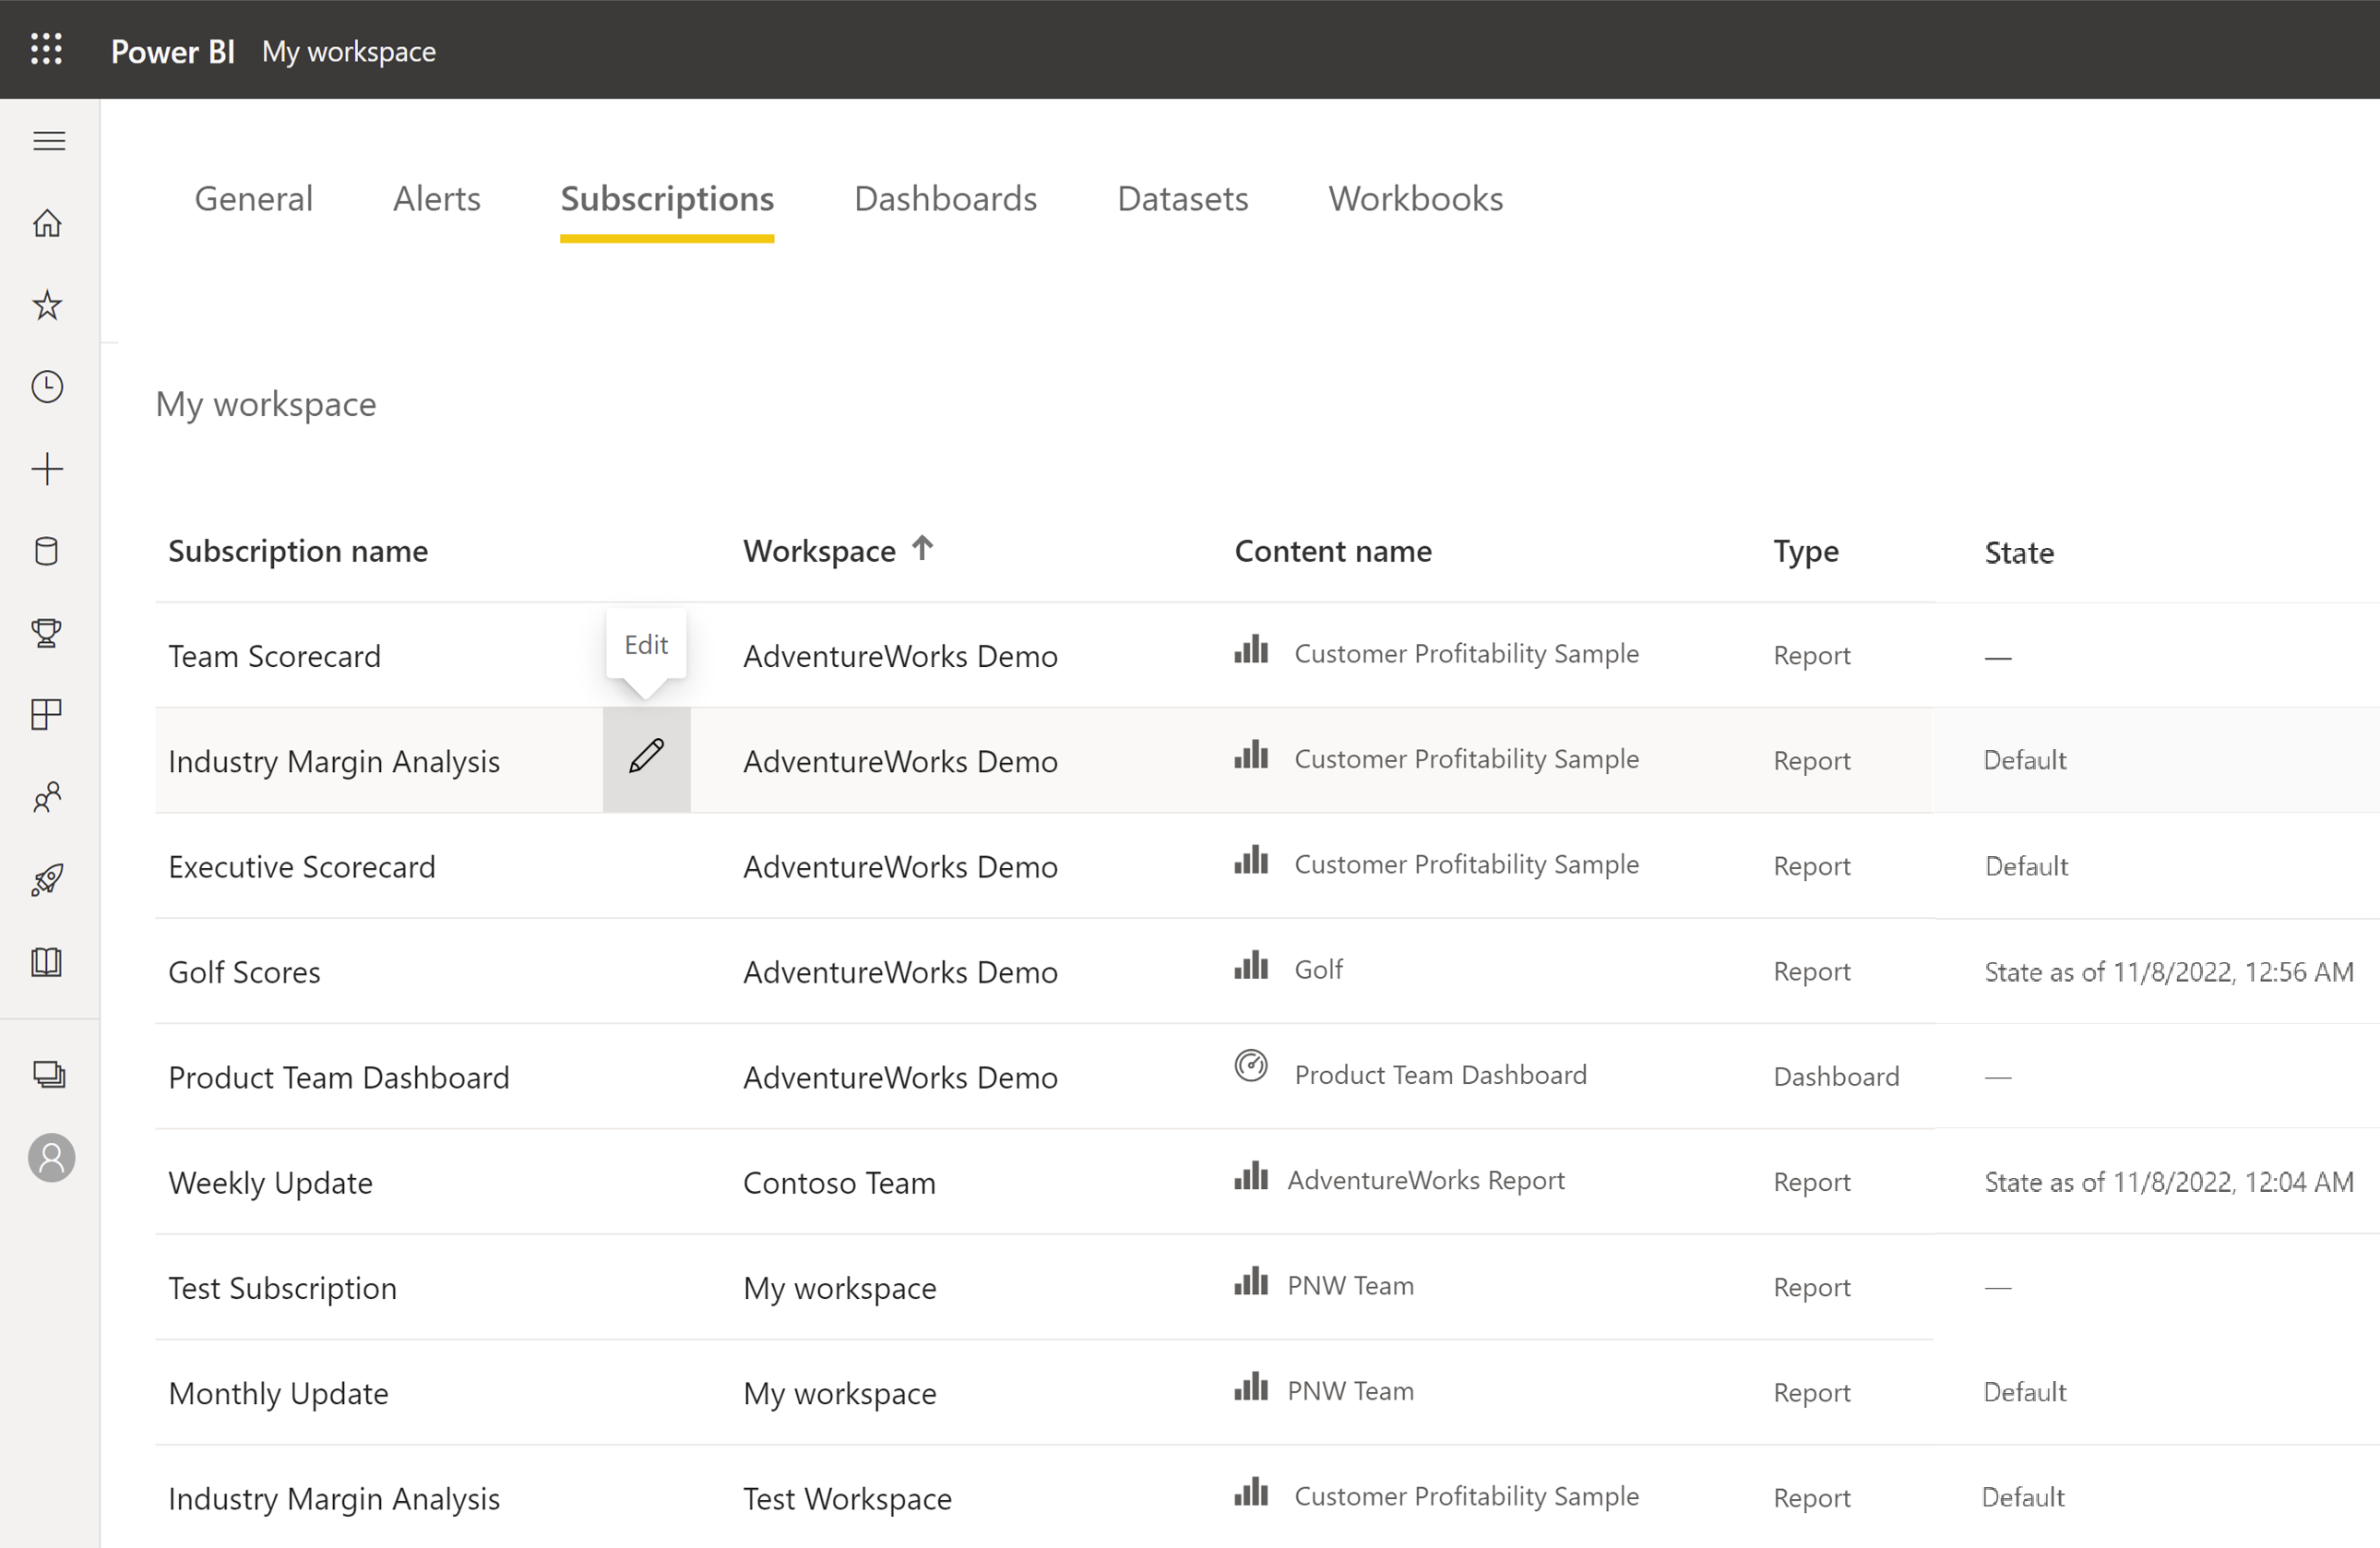 Power BI My workspace
General Alerts Subscriptions Dashboards Datasets Workbooks
My workspace
Subscription name Workspace Content name Type State
Team Scorecard Edit AdventureWorks Demo Customer Profitability Sample Report —
Industry Margin Analysis AdventureWorks Demo Customer Profitability Sample Report Default
Executive Scorecard AdventureWorks Demo Customer Profitability Sample Report Default
Golf Scores AdventureWorks Demo Golf Report State as of 11/8/2022, 12:56 AM
Product Team Dashboard AdventureWorks Demo Product Team Dashboard Dashboard —
Weekly Update Contoso Team AdventureWorks Report Report State as of 11/8/2022, 12:04 AM
Test Subscription My workspace PNW Team Report —
Monthly Update My workspace PNW Team Report Default
Industry Margin Analysis Test Workspace Customer Profitability Sample Report Default